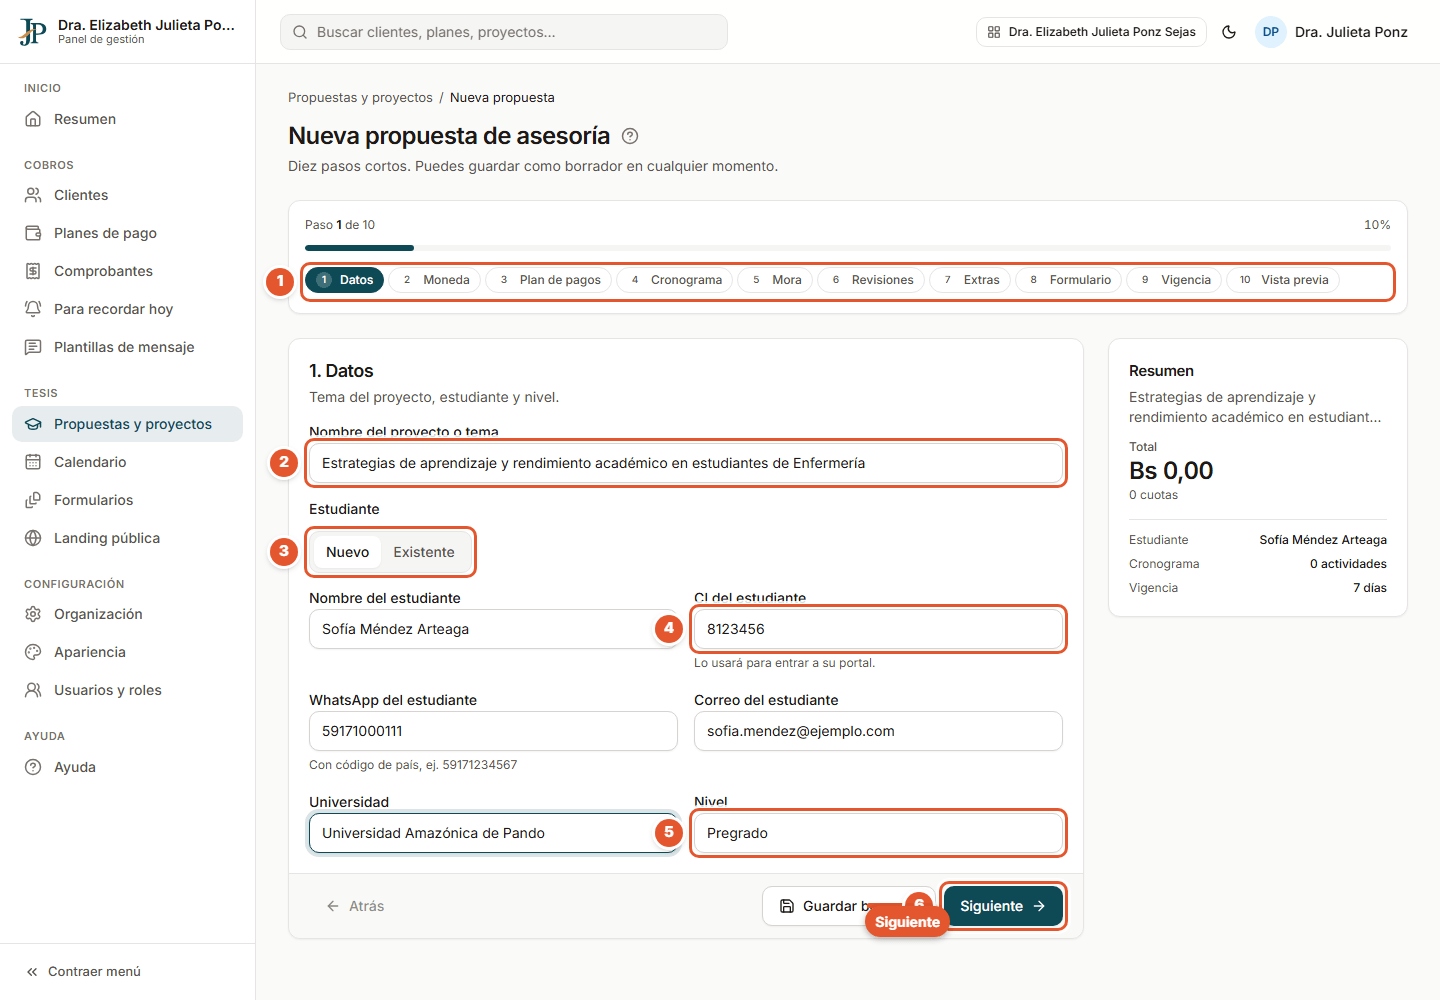 JP
Dra. Elizabeth Julieta Po...
Panel de gestión
Buscar clientes, planes, proyectos...
Dra. Elizabeth Julieta Ponz Sejas
DP
Dra. Julieta Ponz
INICIO
Resumen
COBROS
Clientes
Planes de pago
Comprobantes
Para recordar hoy
Plantillas de mensaje
TESIS
Propuestas y proyectos
Calendario
Formularios
Landing pública
CONFIGURACIÓN
Organización
Apariencia
Usuarios y roles
AYUDA
Ayuda
Contraer menú
Propuestas y proyectos / Nueva propuesta
Nueva propuesta de asesoría
Diez pasos cortos. Puedes guardar como borrador en cualquier momento.
Paso 1 de 10
10%
1
1 Datos
2 Moneda
3 Plan de pagos
4 Cronograma
5 Mora
6 Revisiones
7 Extras
8 Formulario
9 Vigencia
10 Vista previa
1. Datos
Tema del proyecto, estudiante y nivel.
Nombre del proyecto o tema
2
Estrategias de aprendizaje y rendimiento académico en estudiantes de Enfermería
Estudiante
3
Nuevo
Existente
Nombre del estudiante
Sofía Méndez Arteaga
CI del estudiante
4
8123456
Lo usará para entrar a su portal.
WhatsApp del estudiante
59171000111
Con código de país, ej. 59171234567
Correo del estudiante
sofia.mendez@ejemplo.com
Universidad
Universidad Amazónica de Pando
Nivel
5
Pregrado
Atrás
Guardar
6
Siguiente
Siguiente
Resumen
Estrategias de aprendizaje y
rendimiento académico en estudiant...
Total
Bs 0,00
0 cuotas
Estudiante
Sofía Méndez Arteaga
Cronograma
0 actividades
Vigencia
7 días